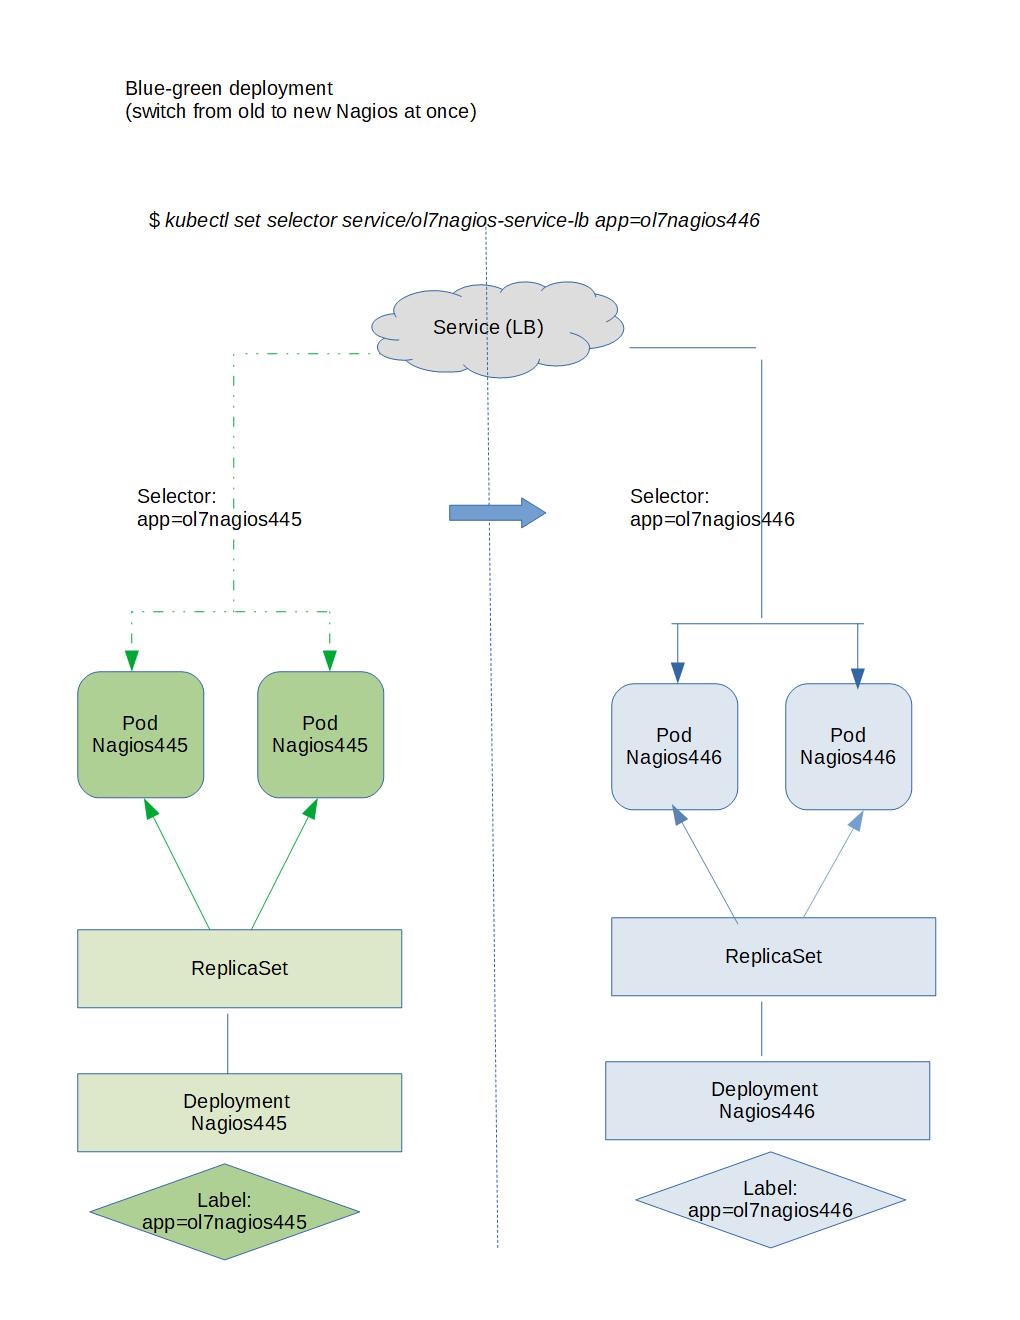 Blue-green deployment
(switch from old to new Nagios at once)
$ kubectl set selector service/ol7nagios-service-lb app=ol7nagios446
Service (LB)
Selector:
app=ol7nagios445
Selector:
app=ol7nagios446
Pod
Nagios445
Pod
Nagios445
Pod
Nagios446
Pod
Nagios446
ReplicaSet
ReplicaSet
Deployment
Nagios445
Deployment
Nagios446
Label:
app=ol7nagios445
Label:
app=ol7nagios446